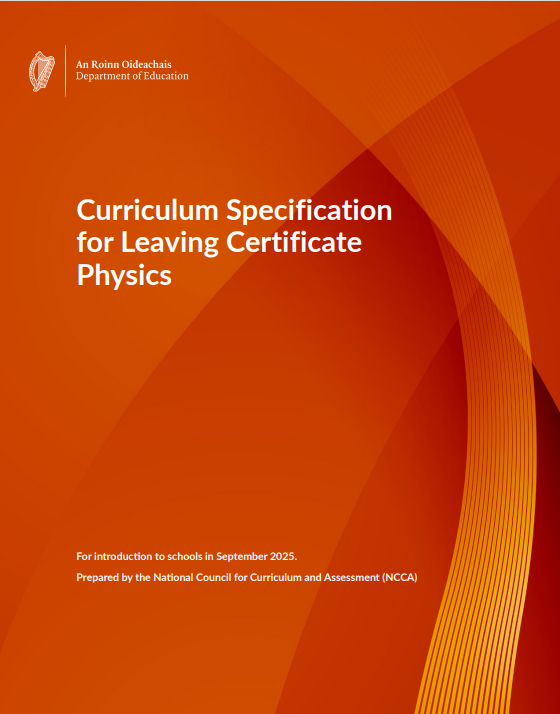 An Roinn Oideachais
Department of Education
Curriculum Specification
for Leaving Certificate
Physics
For introduction to schools in September 2025.
Prepared by the National Council for Curriculum and Assessment (NCCA)